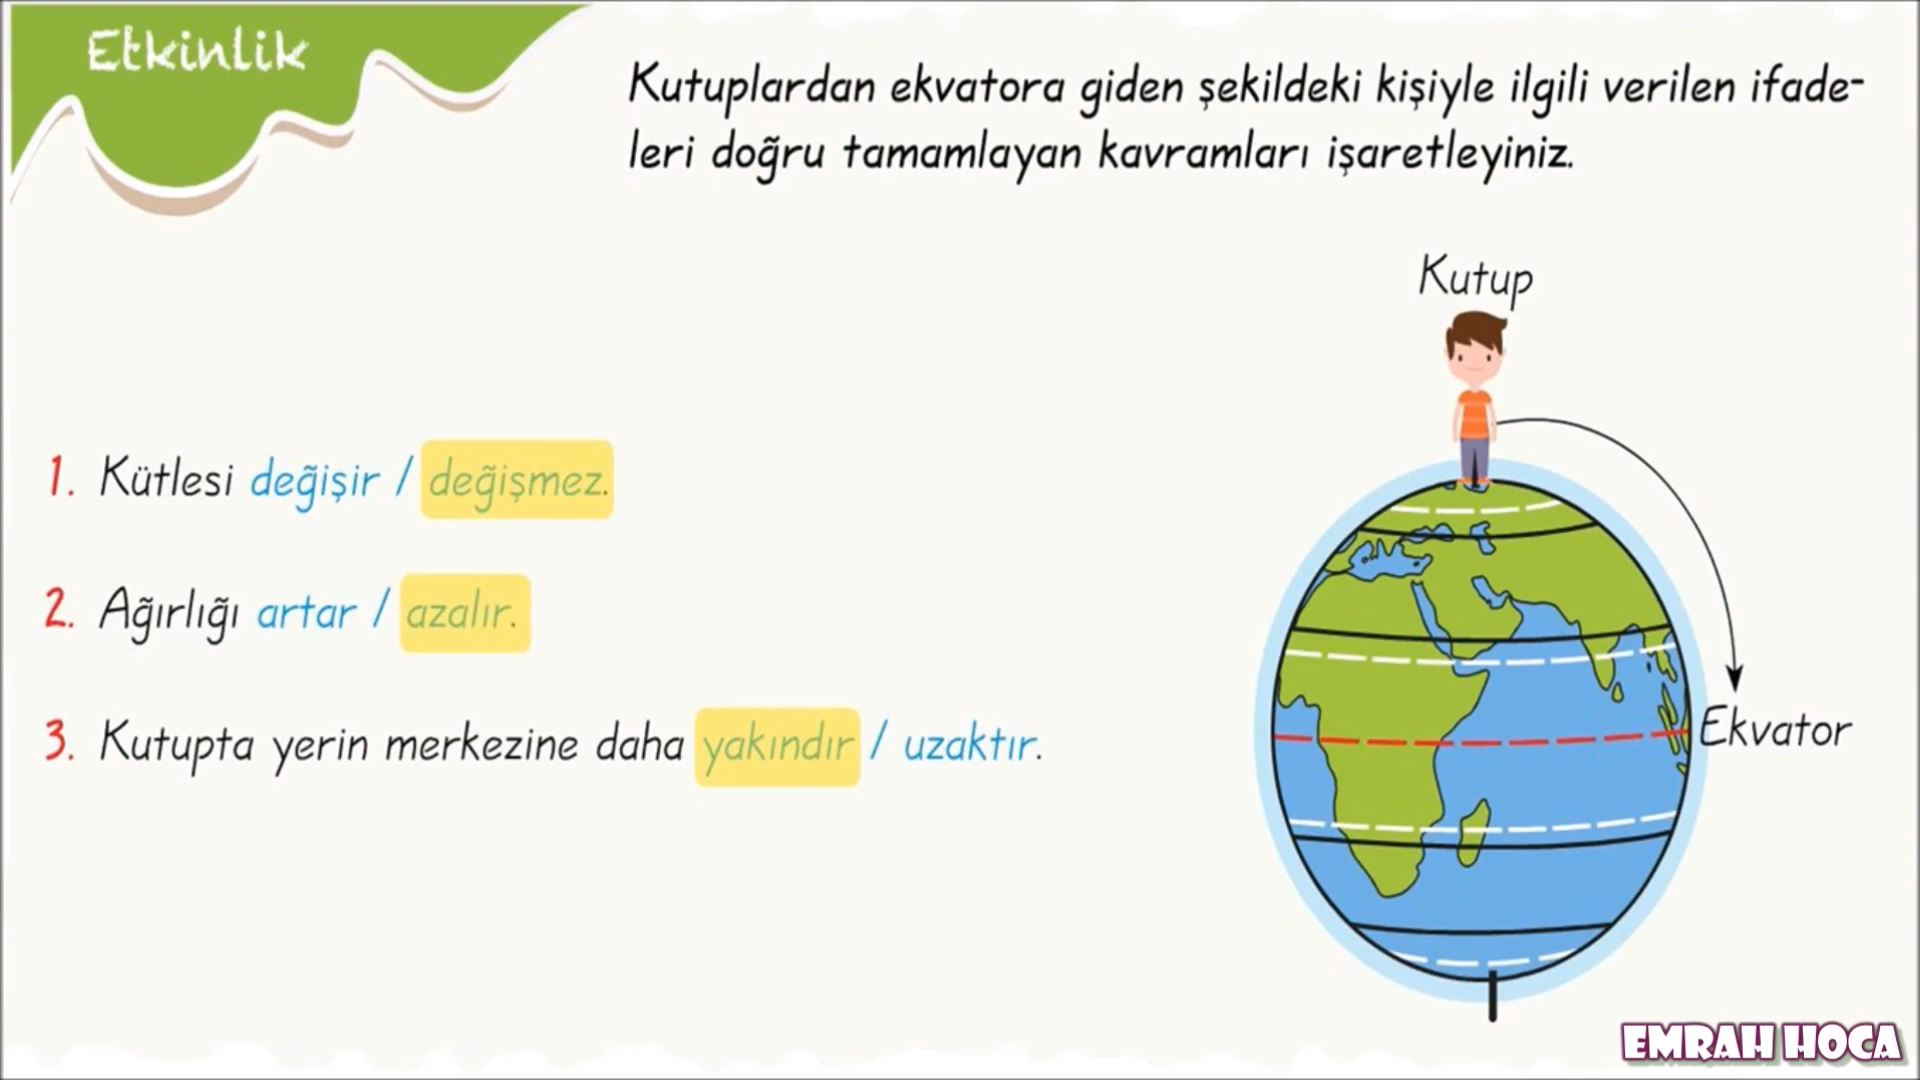 Etkinlik
Kutuplardan ekvatora giden şekildeki kişiyle ilgili verilen ifade-
leri doğru tamamlayan kavramları işaretleyiniz.
Kutup
1. Kütlesi değişir / değişmez.
2. Ağırlığı artar / azalır.
3. Kutupta yerin merkezine daha yakındır / uzaktır.
Ekvator
EMRAH HOCA